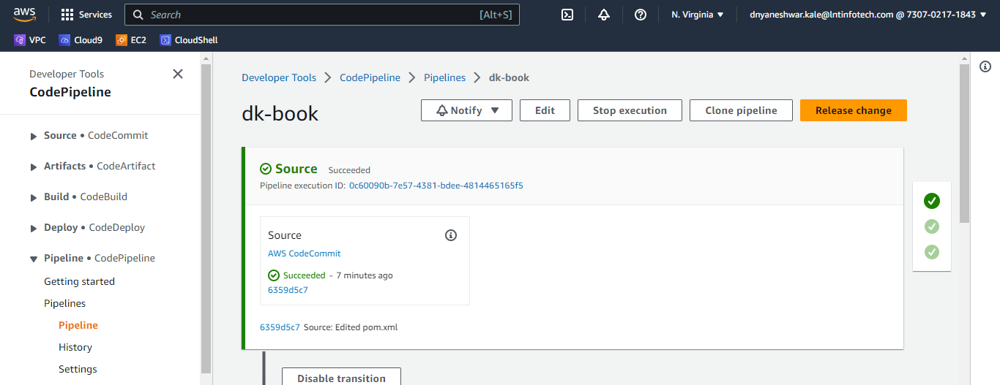 aws Services Search [Alt+S] N. Virginia dnyaneshwar.kale@lntinfotech.com @ 7307-0217-1843
VPC Cloud9 EC2 CloudShell
Developer Tools
CodePipeline
Source • CodeCommit
Artifacts • CodeArtifact
Build • CodeBuild
Deploy • CodeDeploy
Pipeline • CodePipeline
Getting started
Pipelines
Pipeline
History
Settings
Developer Tools > CodePipeline > Pipelines > dk-book
dk-book
Notify Edit Stop execution Clone pipeline Release change
Source Succeeded
Pipeline execution ID: 0c60090b-7e57-4381-bdee-4814465165f5
Source
AWS CodeCommit
Succeeded - 7 minutes ago
6359d5c7
6359d5c7 Source: Edited pom.xml
Disable transition